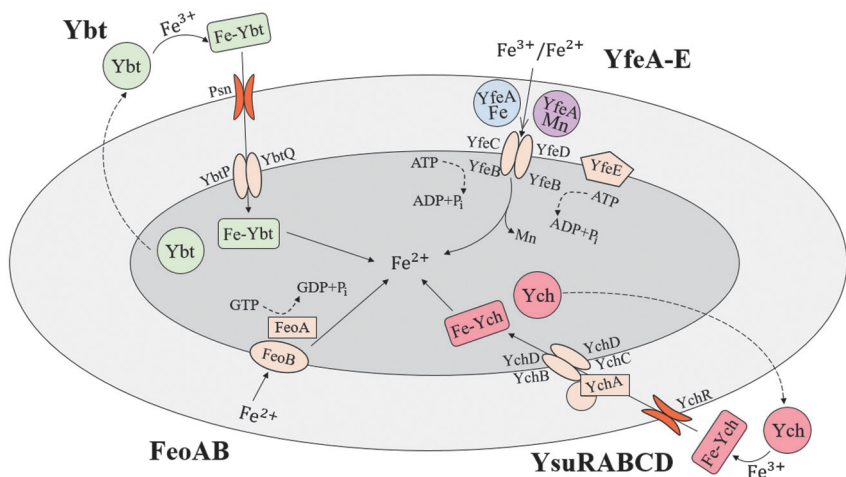 Ybt
Fe³⁺
Fe-Ybt
Ybt
Psn
YbtP
YbtQ
Fe-Ybt
Ybt
Fe³⁺/Fe²⁺
YfeA-E
YfeA
Fe
YfeA
Mn
YfeC
YfeD
YfeB
YfeB
YfeE
ATP
ADP+Pᵢ
ATP
ADP+Pᵢ
Mn
Fe²⁺
GTP
GDP+Pᵢ
FeoA
FeoB
Fe²⁺
FeoAB
Ych
Fe-Ych
YchD
YchD
YchC
YchB
YchA
YchR
Fe-Ych
Ych
Fe³⁺
YsuRABCD